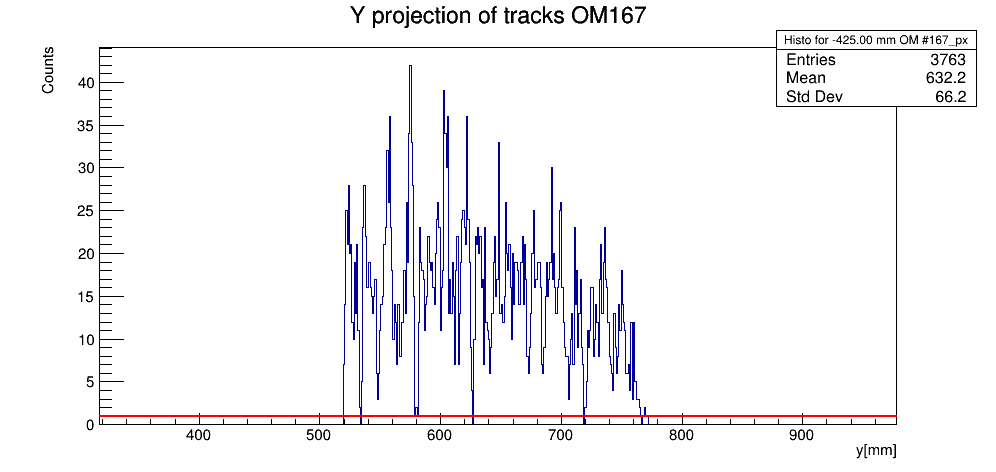 Y projection of tracks OM167
Histo for -425.00 mm OM #167_px
Entries 3763
Mean 632.2
Std Dev 66.2
Counts
40
35
30
25
20
15
10
5
0
400 500 600 700 800 900
y[mm]